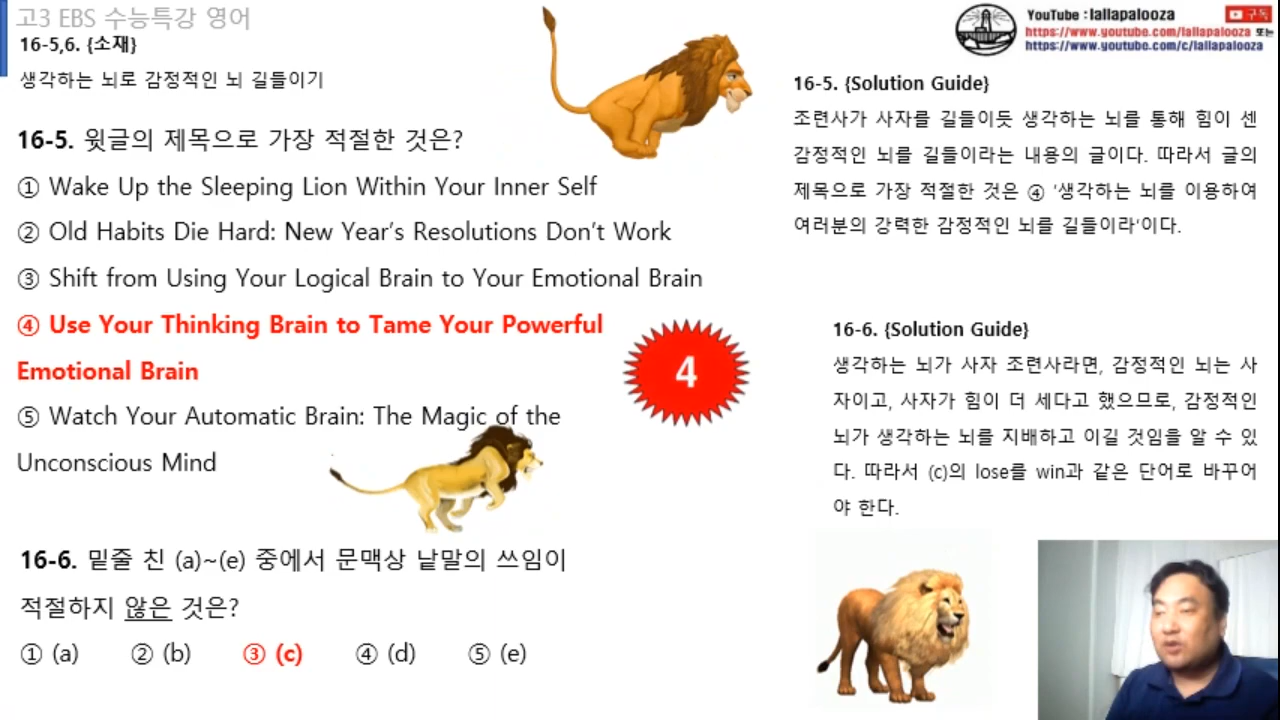 고3 EBS 수능특강 영어
16-5,6. {소재}
생각하는 뇌로 감정적인 뇌 길들이기
16-5. 윗글의 제목으로 가장 적절한 것은?
① Wake Up the Sleeping Lion Within Your Inner Self
② Old Habits Die Hard: New Year's Resolutions Don't Work
③ Shift from Using Your Logical Brain to Your Emotional Brain
④ Use Your Thinking Brain to Tame Your Powerful
Emotional Brain
⑤ Watch Your Automatic Brain: The Magic of the
Unconscious Mind
4
16-6. 밑줄 친 (a)~(e) 중에서 문맥상 낱말의 쓰임이
적절하지 않은 것은?
① (a) ② (b) ③ (c) ④ (d) ⑤ (e)
YouTube : lallapalooza 구독
https://www.youtube.com/lallapalooza 또는
https://www.youtube.com/c/lallapalooza
16-5. {Solution Guide}
조련사가 사자를 길들이듯 생각하는 뇌를 통해 힘이 센
감정적인 뇌를 길들이라는 내용의 글이다. 따라서 글의
제목으로 가장 적절한 것은 ④ '생각하는 뇌를 이용하여
여러분의 강력한 감정적인 뇌를 길들이라'이다.
16-6. {Solution Guide}
생각하는 뇌가 사자 조련사라면, 감정적인 뇌는 사
자이고, 사자가 힘이 더 세다고 했으므로, 감정적인
뇌가 생각하는 뇌를 지배하고 이길 것임을 알 수 있
다. 따라서 (c)의 lose를 win과 같은 단어로 바꾸어
야 한다.